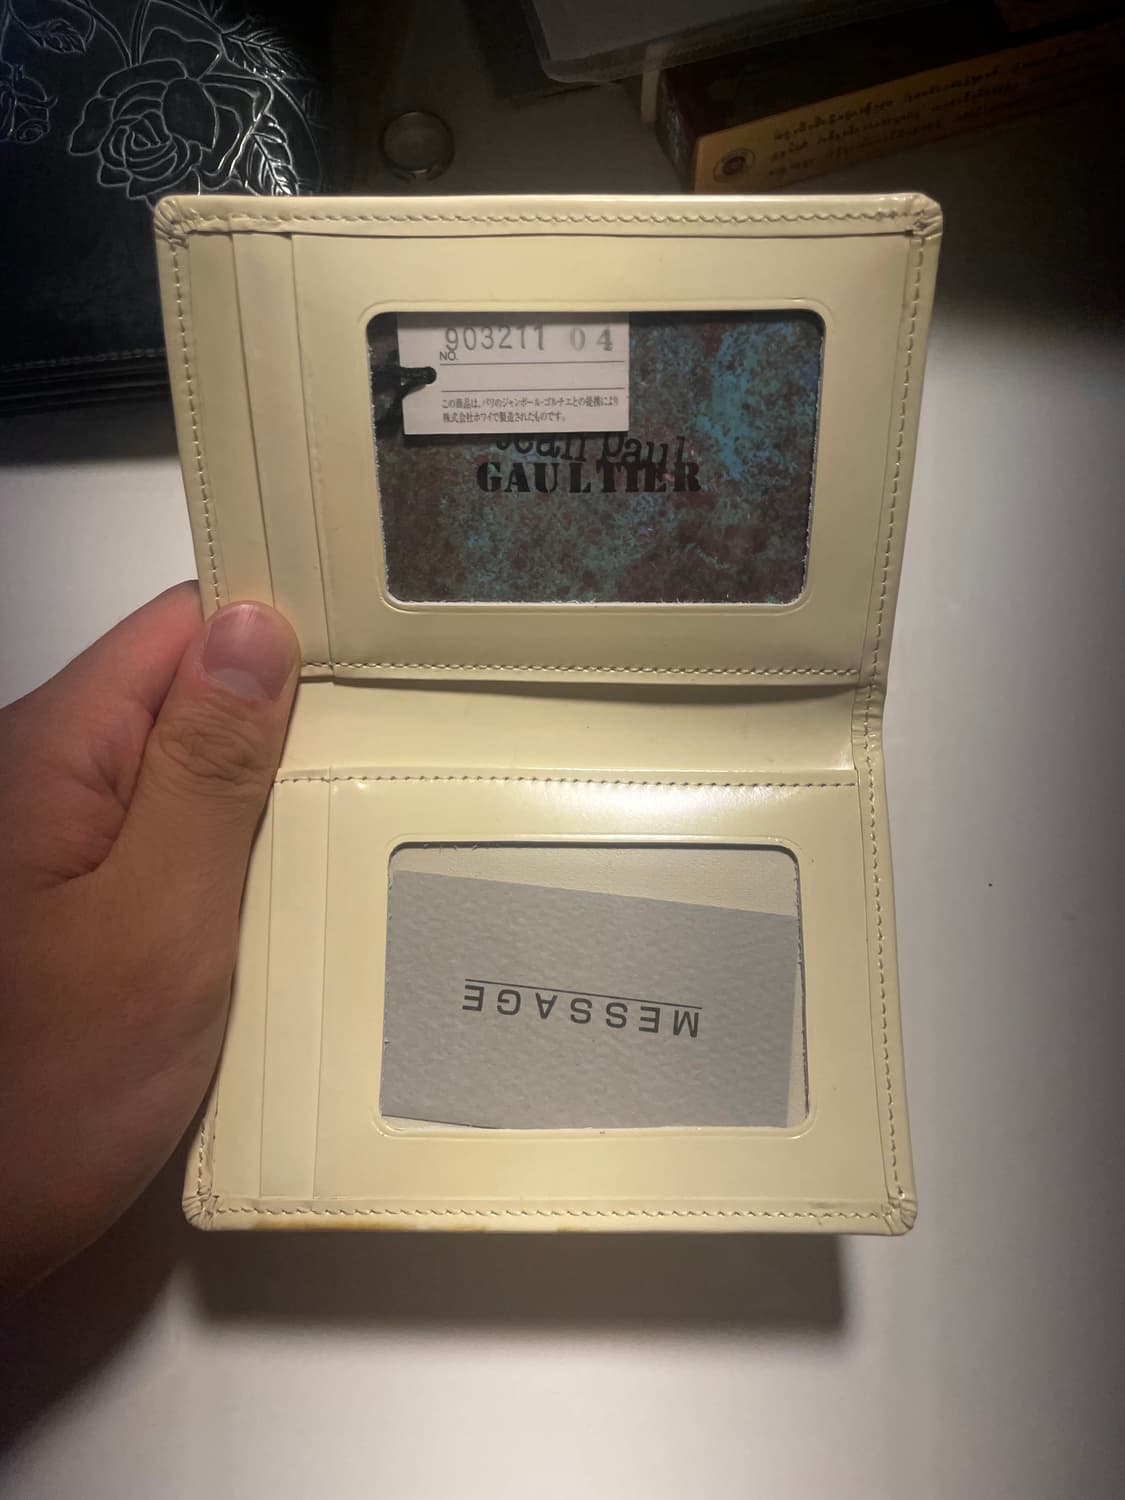 903211 04
NO.
この商品は、パリのジャンポール・ゴルチエとの提携により
株式会社ホワイで製造されたものです。
Jean Paul
GAULTIER
MESSAGE